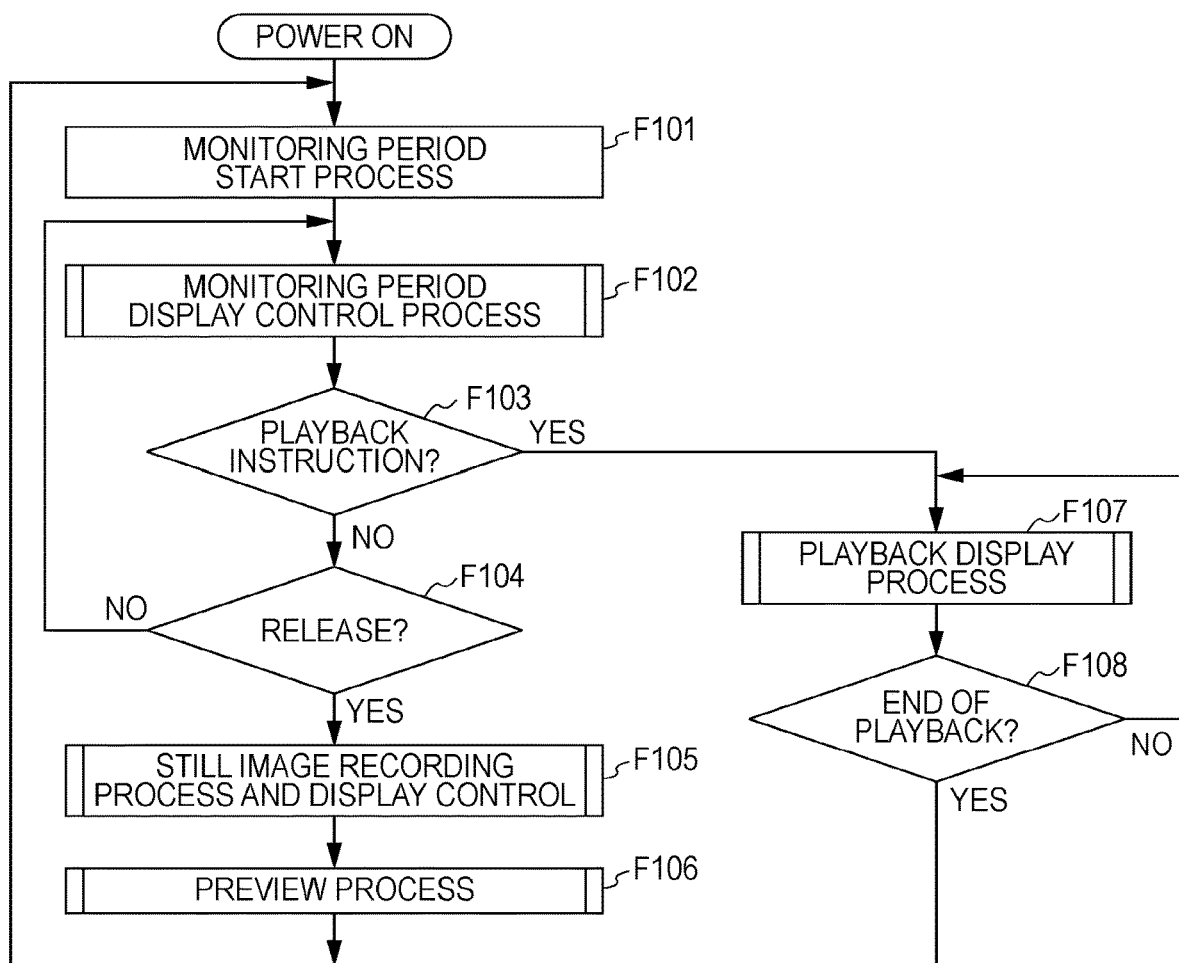 POWER ON
MONITORING PERIOD
START PROCESS
F101
MONITORING PERIOD
DISPLAY CONTROL PROCESS
F102
PLAYBACK
INSTRUCTION?
F103
YES
NO
RELEASE?
F104
NO
YES
STILL IMAGE RECORDING
PROCESS AND DISPLAY CONTROL
F105
PREVIEW PROCESS
F106
PLAYBACK DISPLAY
PROCESS
F107
END OF
PLAYBACK?
F108
NO
YES